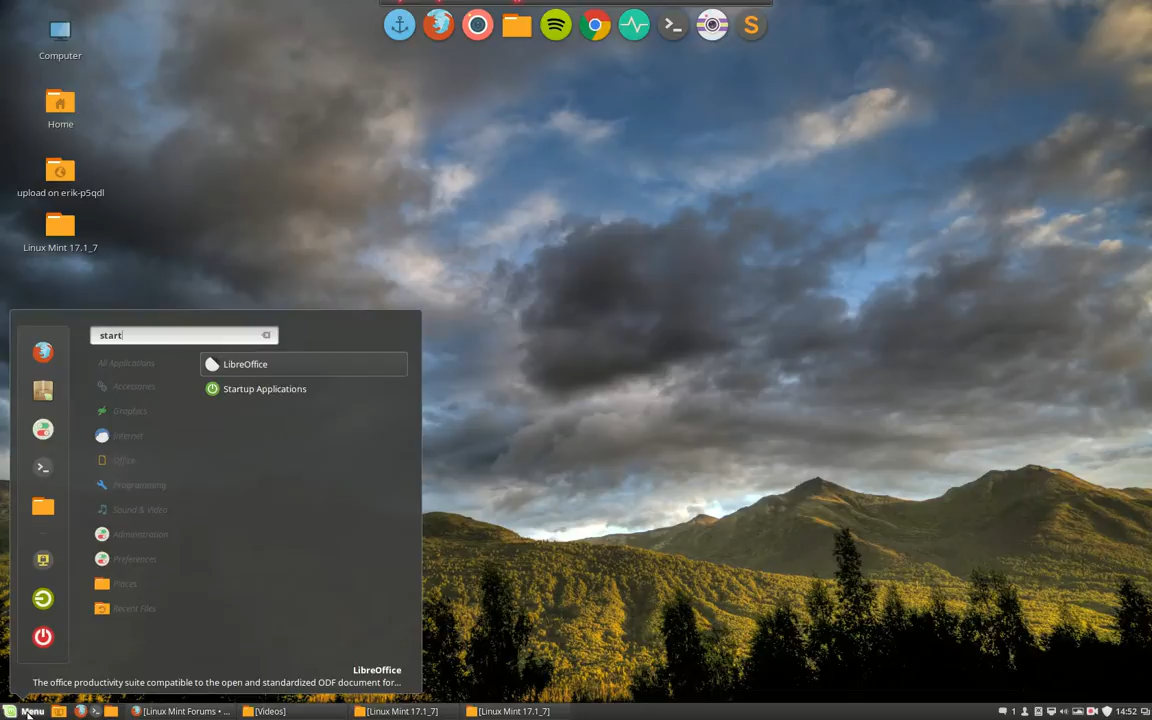 Computer
Home
upload on erik-p5qdl
Linux Mint 17.1_7
start
All Applications
Accessories
Graphics
Internet
Office
Programming
Sound & Video
Administration
Preferences
Places
Recent Files
LibreOffice
Startup Applications
LibreOffice
The office productivity suite compatible to the open and standardized ODF document for...
Menu
[Linux Mint Forums • ...
[Videos]
[Linux Mint 17.1_7]
[Linux Mint 17.1_7]
1
14:52